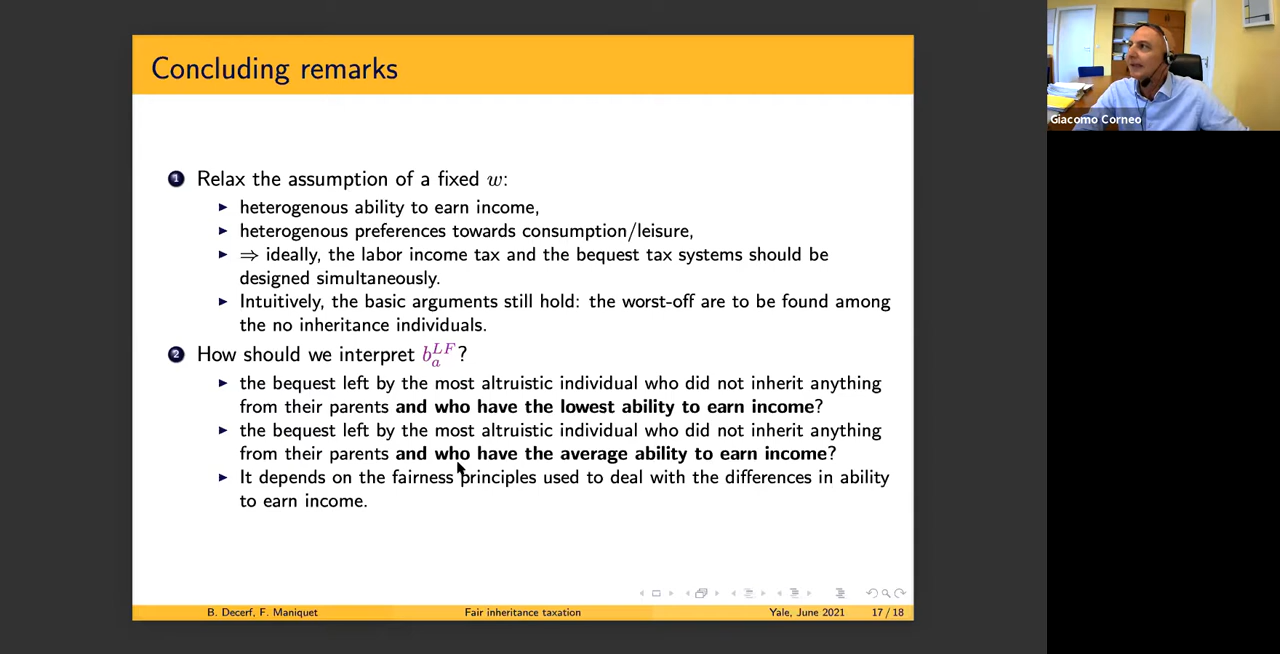 Concluding remarks
Giacomo Corneo
1 Relax the assumption of a fixed w:
▶ heterogenous ability to earn income,
▶ heterogenous preferences towards consumption/leisure,
▶ ⇒ ideally, the labor income tax and the bequest tax systems should be
designed simultaneously.
▶ Intuitively, the basic arguments still hold: the worst-off are to be found among
the no inheritance individuals.
2 How should we interpret b_a^{LF}?
▶ the bequest left by the most altruistic individual who did not inherit anything
from their parents and who have the lowest ability to earn income?
▶ the bequest left by the most altruistic individual who did not inherit anything
from their parents and who have the average ability to earn income?
▶ It depends on the fairness principles used to deal with the differences in ability
to earn income.
B. Decerf, F. Maniquet Fair inheritance taxation Yale, June 2021 17 / 18